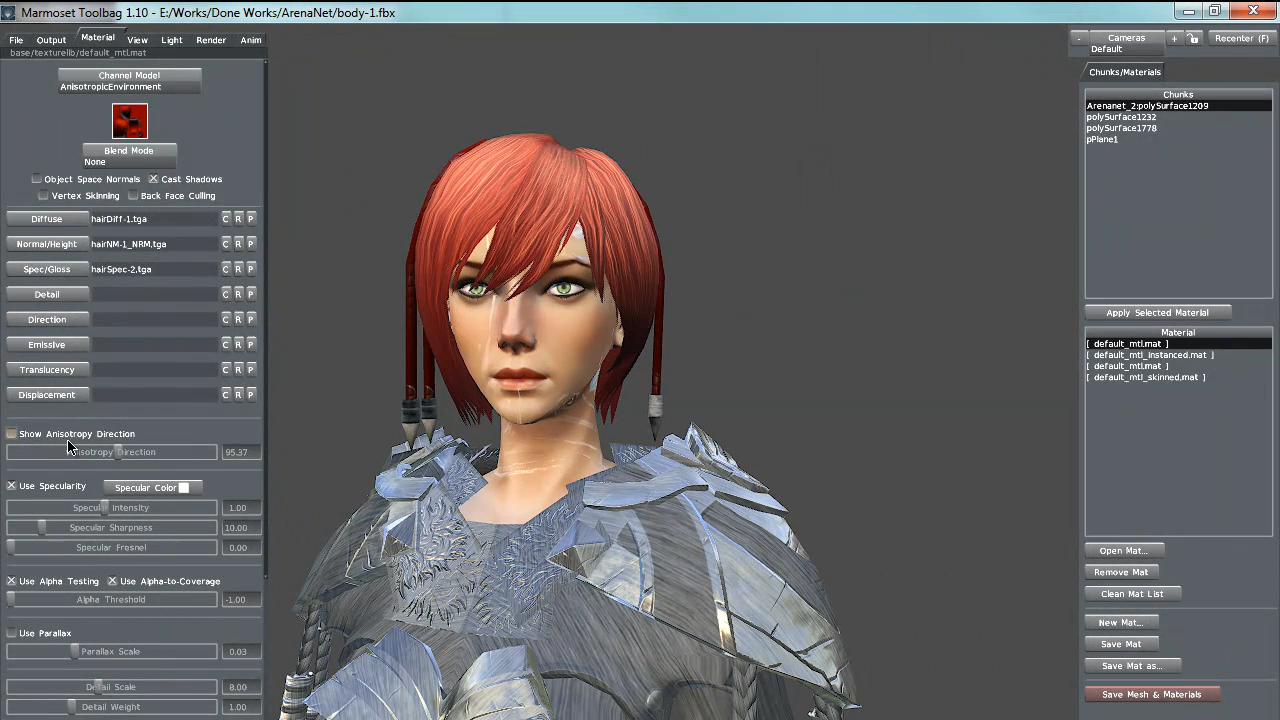 Marmoset Toolbag 1.10 - E:/Works/Done Works/ArenaNet/body-1.fbx
File Output Material View Light Render Anim
base/texturelib/default_mtl.mat
Channel Model
AnisotropicEnvironment
Blend Mode
None
Object Space Normals Cast Shadows
Vertex Skinning Back Face Culling
Diffuse hairDiff-1.tga C R P
Normal/Height hairNM-1_NRM.tga C R P
Spec/Gloss hairSpec-2.tga C R P
Detail C R P
Direction C R P
Emissive C R P
Translucency C R P
Displacement C R P
Show Anisotropy Direction
Direction 95.37
Use Specularity Specular Color
Specular Intensity 1.00
Specular Sharpness 10.00
Specular Fresnel 0.00
Use Alpha Testing Use Alpha-to-Coverage
Alpha Threshold -1.00
Use Parallax
Parallax Scale 0.03
Detail Scale 8.00
Detail Weight 1.00
- Cameras + Recenter (F)
Default
Chunks/Materials
Chunks
Arenanet_2:polySurface1209
polySurface1232
polySurface1778
pPlane1
Apply Selected Material
Material
[ default_mtl.mat ]
[ default_mtl_instanced.mat ]
[ default_mtl.mat ]
[ default_mtl_skinned.mat ]
Open Mat...
Remove Mat
Clean Mat List
New Mat...
Save Mat
Save Mat as...
Save Mesh & Materials